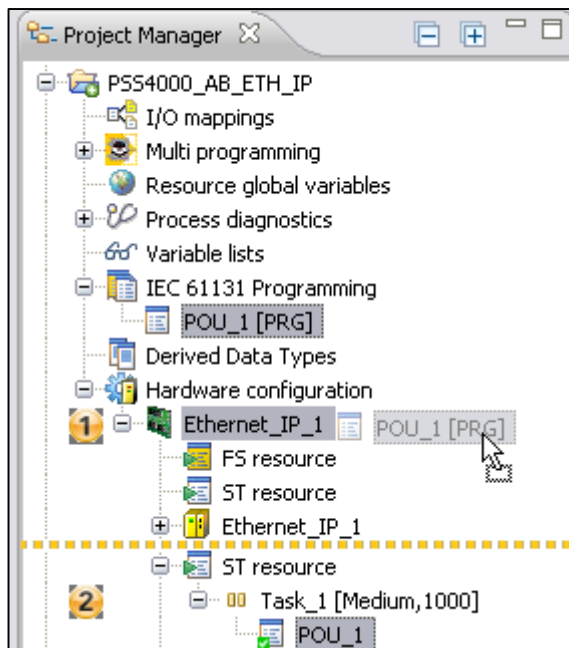 Project Manager
PSS4000_AB_ETH_IP
I/O mappings
Multi programming
Resource global variables
Process diagnostics
Variable lists
IEC 61131 Programming
POU_1 [PRG]
Derived Data Types
Hardware configuration
1 Ethernet_IP_1 POU_1 [PRG]
FS resource
ST resource
Ethernet_IP_1
ST resource
2 Task_1 [Medium,1000]
POU_1